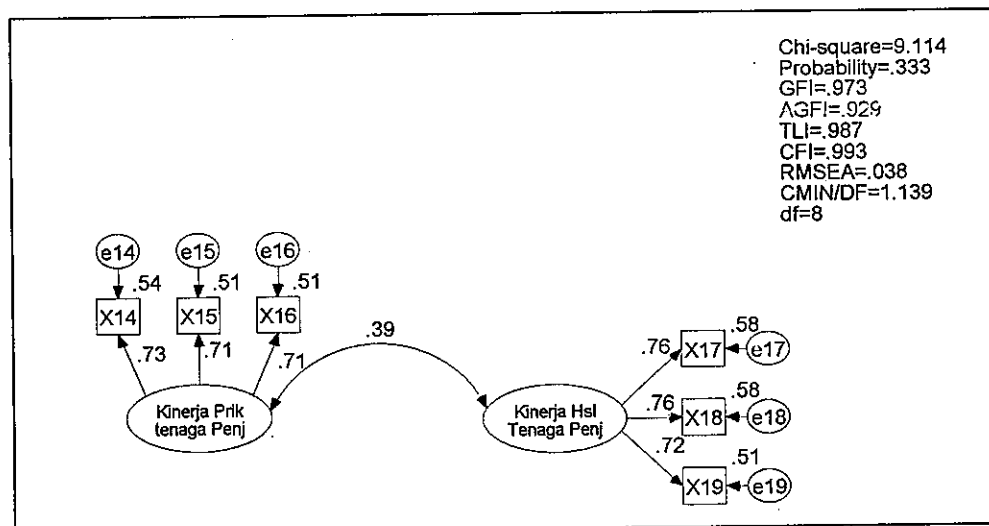 Chi-square=9.114
Probability=.333
GFI=.973
AGFI=.929
TLI=.987
CFI=.993
RMSEA=.038
CMIN/DF=1.139
df=8
e14 e15 e16
.54 .51 .51
X14 X15 X16
.73 .71 .71
.39
Kinerja Prlk
tenaga Penj
Kinerja Hsl
Tenaga Penj
.76 X17 .58 e17
.76 X18 .58 e18
.72 X19 .51 e19